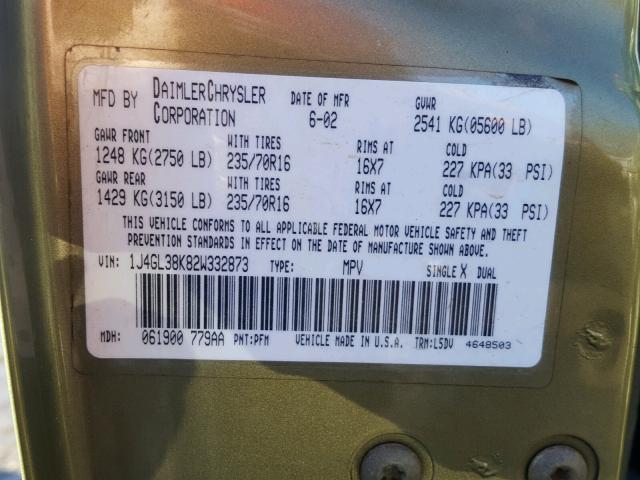 MFD BY DAIMLERCHRYSLER CORPORATION DATE OF MFR 6-02 GVWR 2541 KG(05600 LB)
GAWR FRONT WITH TIRES RIMS AT COLD
1248 KG(2750 LB) 235/70R16 16X7 227 KPA(33 PSI)
GAWR REAR WITH TIRES RIMS AT COLD
1429 KG(3150 LB) 235/70R16 16X7 227 KPA(33 PSI)
THIS VEHICLE CONFORMS TO ALL APPLICABLE FEDERAL MOTOR VEHICLE SAFETY AND THEFT
PREVENTION STANDARDS IN EFFECT ON THE DATE OF MANUFACTURE SHOWN ABOVE.
VIN: 1J4GL38K82W332873 TYPE: MPV SINGLE X DUAL
MDH: 061900 779AA PNT:PFM VEHICLE MADE IN U.S.A. TRM:L5DV 4648503